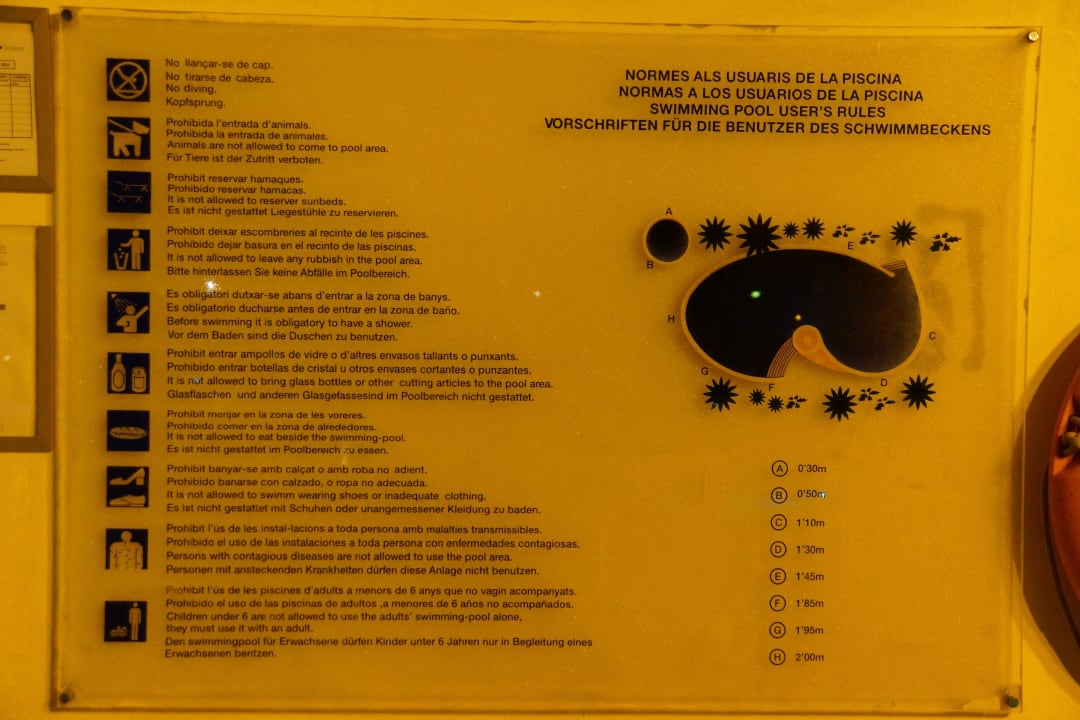 No llançar-se de cap.
No tirarse de cabeza.
No diving.
Kopfsprung.
Prohibida l'entrada d'animals.
Prohibida la entrada de animales.
Animals are not allowed to come to pool area.
Für Tiere ist der Zutritt verboten.
Prohibit reservar hamaques.
Prohibido reservar hamacas.
It is not allowed to reserver sunbeds.
Es ist nicht gestattet Liegestühle zu reservieren.
Prohibit deixar escombreries al recinte de les piscines.
Prohibido dejar basura en el recinto de las piscinas.
It is not allowed to leave any rubbish in the pool area.
Bitte hinterlassen Sie keine Abfälle im Poolbereich.
Es obligatori dutxar-se abans d'entrar a la zona de banys.
Es obligatorio ducharse antes de entrar en la zona de baño.
Before swimming it is obligatory to have a shower.
Vor dem Baden sind die Duschen zu benutzen.
Prohibit entrar ampolles de vidre o d'altres envasos tallants o punxants.
Prohibido entrar botellas de cristal u otros envases cortantes o punzantes.
It is not allowed to bring glass bottles or other cutting articles to the pool area.
Glasflaschen und anderen Glasgefassesind im Poolbereich nicht gestattet.
Prohibit menjar en la zona de les voreres.
Prohibido comer en la zona de alrededores.
It is not allowed to eat beside the swimming-pool.
Es ist nicht gestattet im Poolbereich zu essen.
Prohibit banyar-se amb calçat o amb roba no adient.
Prohibido banarse con calzado, o ropa no adecuada.
It is not allowed to swimm wearing shoes or inadequate clothing.
Es ist nicht gestattet mit Schuhen oder unangemessener Kleidung zu baden.
Prohibit l'ús de les instal-lacions a toda persona amb malalties transmissibles.
Prohibido el uso de las instalaciones a toda persona con enfermedades contagiosas.
Persons with contagious diseases are not allowed to use the pool area.
Personen mit ansteckenden Krankheiten dürfen diese Anlage nicht benutzen.
Prohibit l'ús de les piscines d'adults a menors de 6 anys que no vagin acompanyats.
Prohibido el uso de las piscinas de adultos ,a menores de 6 años no acompañados.
Children under 6 are not allowed to use the adults' swimming-pool alone,
they must use it with an adult.
Den swimmingpool für Erwachsene dürfen Kinder unter 6 Jahren nur in Begleitung eines
Erwachsenen bentzen.
NORMES ALS USUARIS DE LA PISCINA
NORMAS A LOS USUARIOS DE LA PISCINA
SWIMMING POOL USER'S RULES
VORSCHRIFTEN FÜR DIE BENUTZER DES SCHWIMMBECKENS
A
E
B
H
C
G
F
D
A 0'30m
B 0'50m
C 1'10m
D 1'30m
E 1'45m
F 1'85m
G 1'95m
H 2'00m